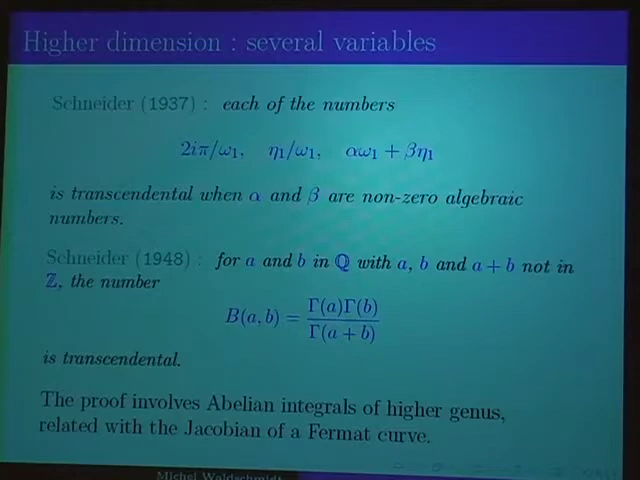 Higher dimension : several variables
Schneider (1937) : each of the numbers
2iπ/ω₁, η₁/ω₁, αω₁ + βη₁
is transcendental when α and β are non-zero algebraic
numbers.
Schneider (1948) : for a and b in ℚ with a, b and a + b not in
ℤ, the number
B(a, b) = Γ(a)Γ(b) / Γ(a + b)
is transcendental.
The proof involves Abelian integrals of higher genus,
related with the Jacobian of a Fermat curve.
Michel Waldschmidt